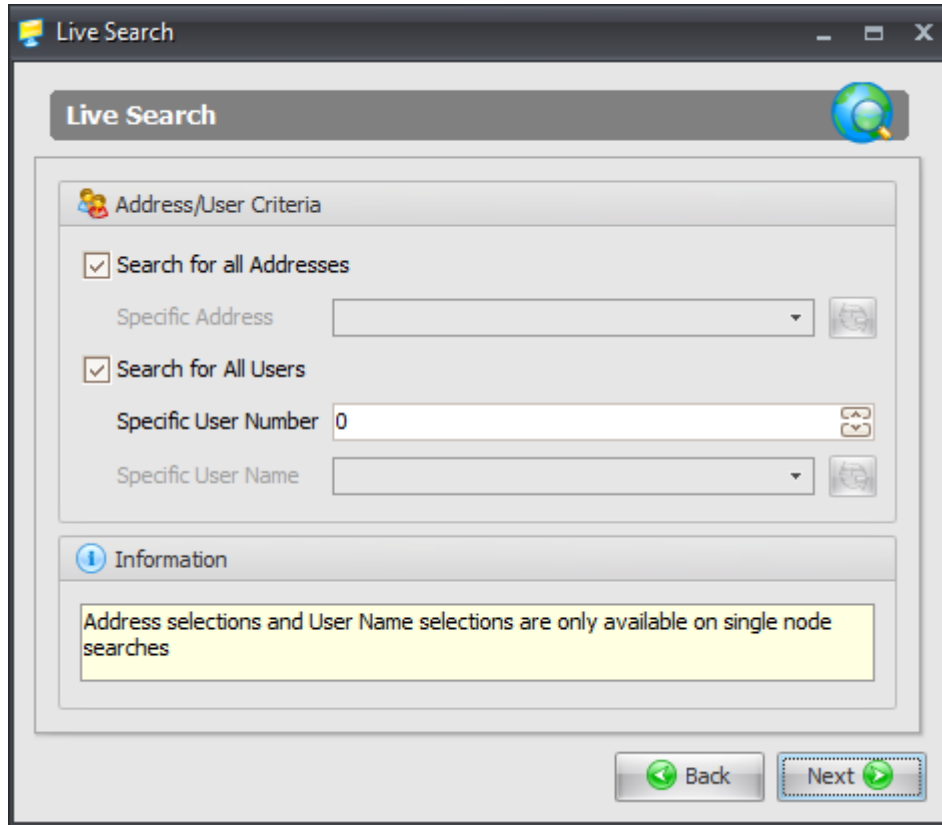 Live Search
Live Search
Address/User Criteria
Search for all Addresses
Specific Address
Search for All Users
Specific User Number 0
Specific User Name
Information
Address selections and User Name selections are only available on single node
searches
Back Next